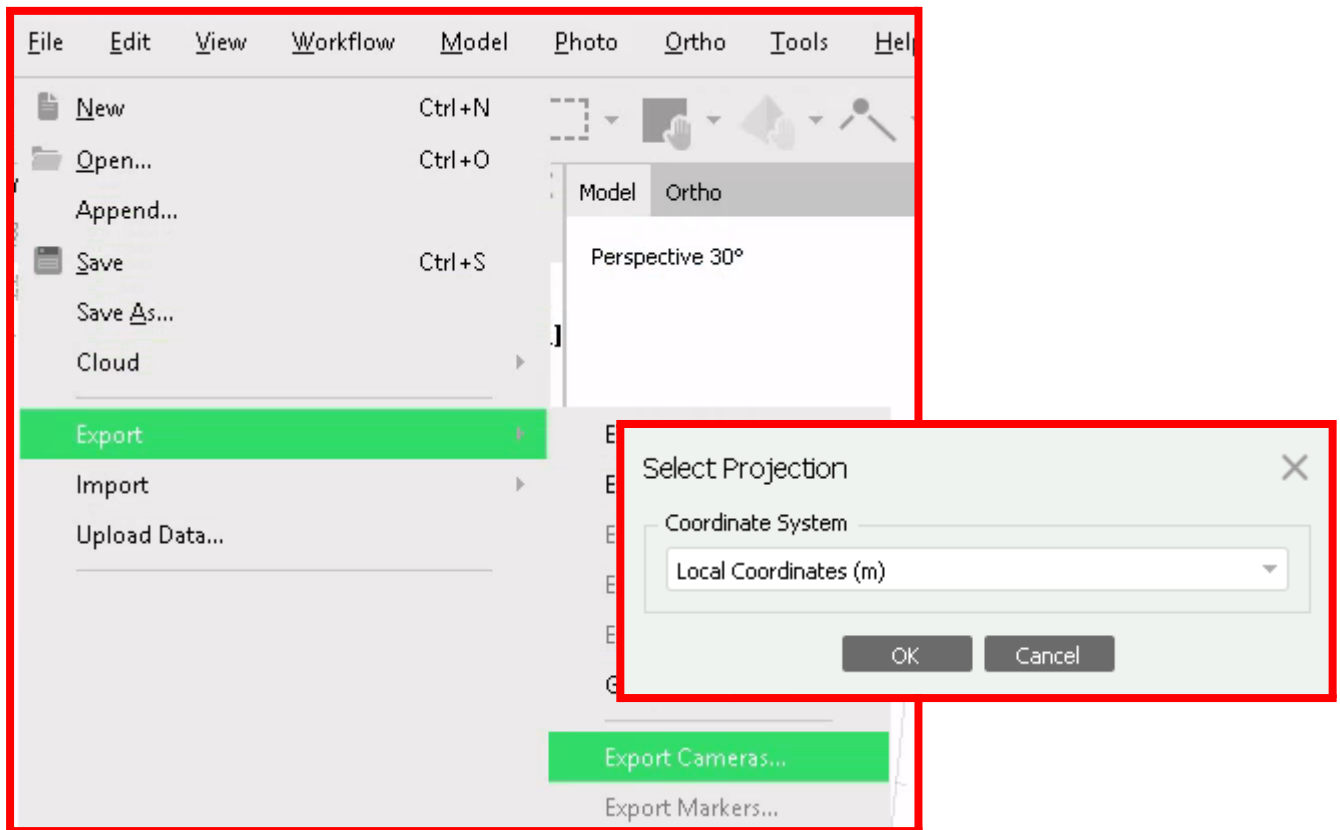 File Edit View Workflow Model Photo Ortho Tools Help
New Ctrl+N
Open... Ctrl+O
Append...
Save Ctrl+S
Save As...
Cloud
Export
Import
Upload Data...
Model Ortho
Perspective 30°
Export Cameras...
Export Markers...
Select Projection
Coordinate System
Local Coordinates (m)
OK Cancel